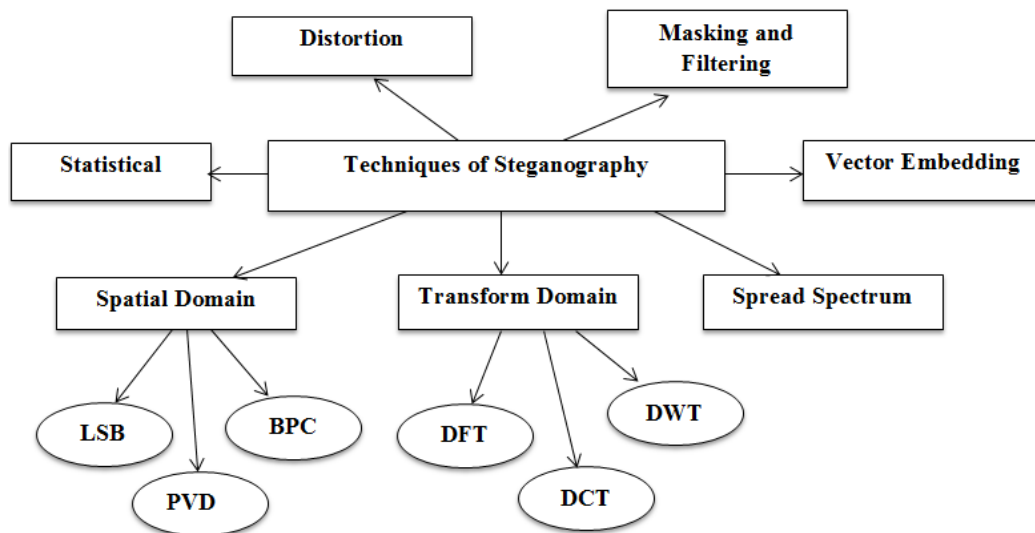 Distortion
Masking and
Filtering
Statistical
Techniques of Steganography
Vector Embedding
Spatial Domain
Transform Domain
Spread Spectrum
LSB
BPC
PVD
DFT
DWT
DCT